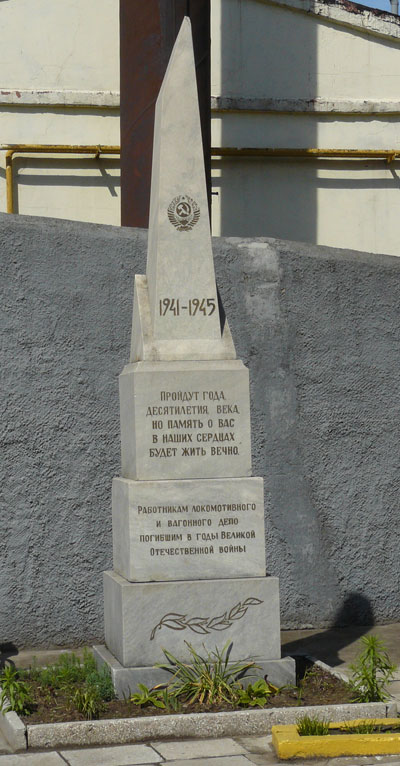 1941-1945
Пройдут года
десятилетия, века
но память о вас
в наших сердцах
будет жить вечно.
Работникам локомотивного
и вагонного депо
погибшим в годы Великой
Отечественной войны